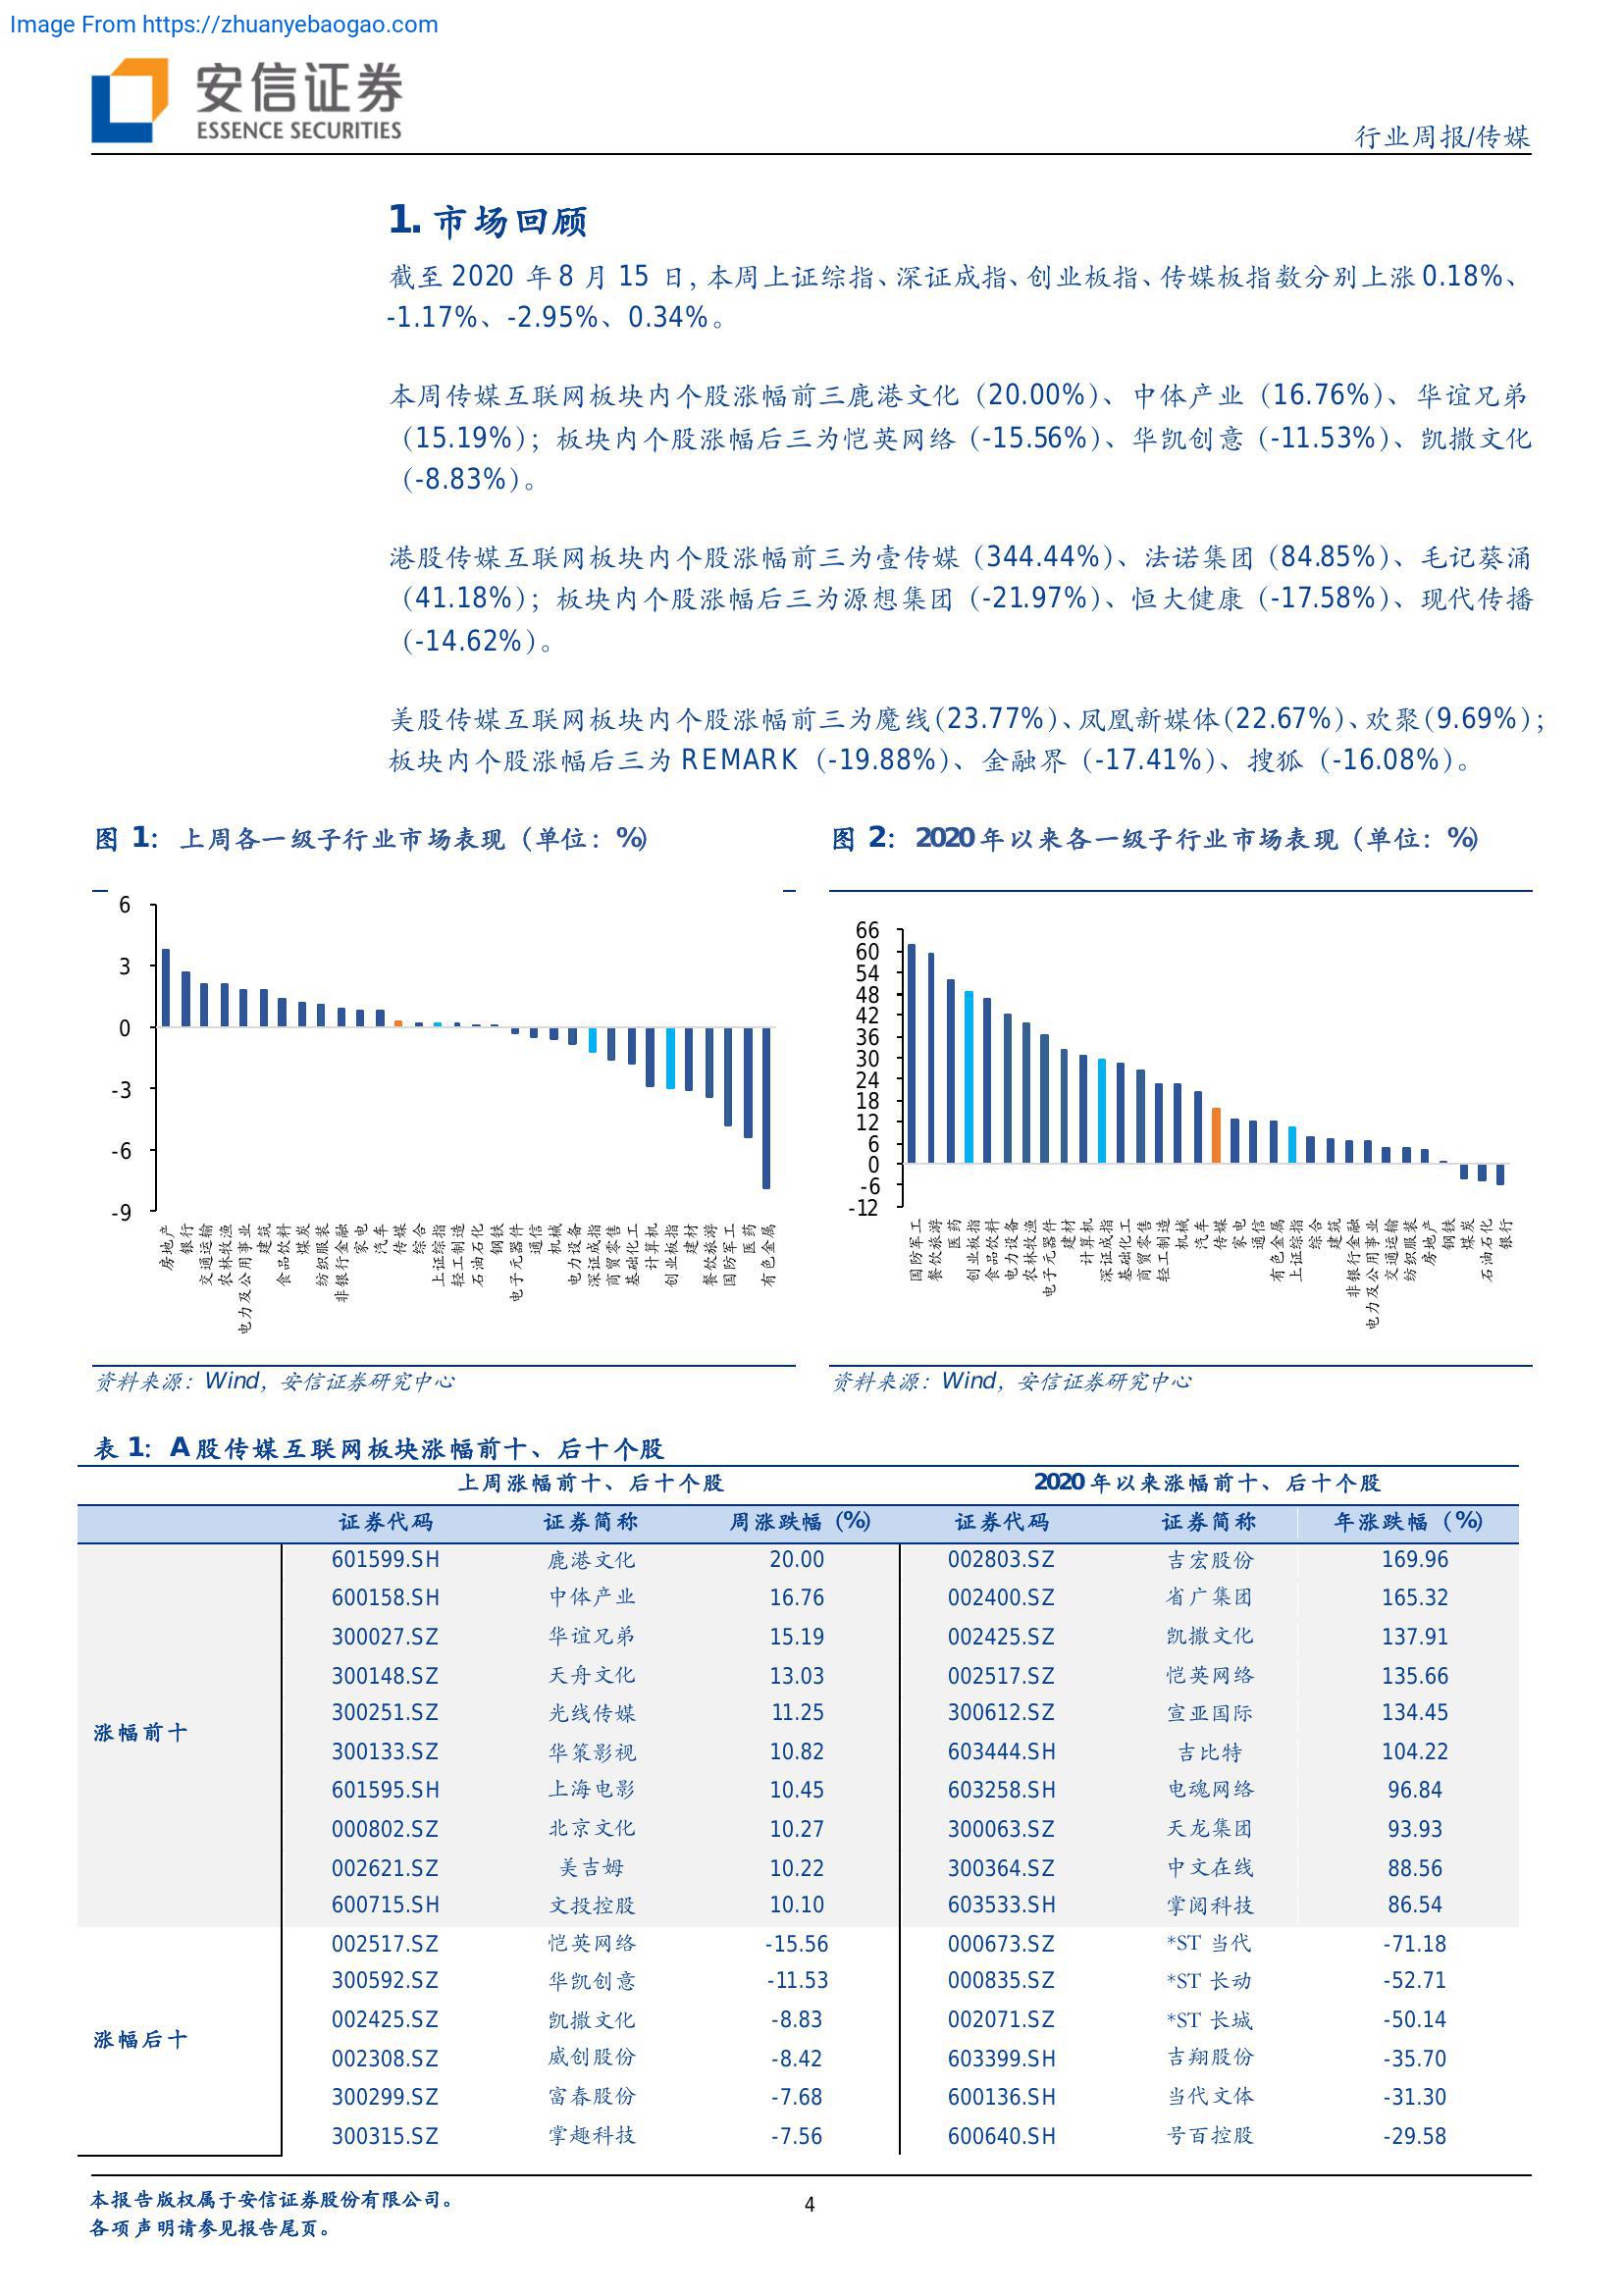 Image From https://zhuanyebaogao.com
安信证券
ESSENCE SECURITIES
行业周报/传媒
1. 市场回顾
截至 2020 年 8 月 15 日, 本周上证综指、深证成指、创业板指、传媒板指数分别上涨 0.18%、
-1.17%、-2.95%、0.34%。
本周传媒互联网板块内个股涨幅前三鹿港文化（20.00%）、中体产业（16.76%）、华谊兄弟
（15.19%）；板块内个股涨幅后三为恺英网络（-15.56%）、华凯创意（-11.53%）、凯撒文化
（-8.83%）。
港股传媒互联网板块内个股涨幅前三为壹传媒（344.44%）、法诺集团（84.85%）、毛记葵涌
（41.18%）；板块内个股涨幅后三为源想集团（-21.97%）、恒大健康（-17.58%）、现代传播
（-14.62%）。
美股传媒互联网板块内个股涨幅前三为魔线（23.77%）、凤凰新媒体（22.67%）、欢聚（9.69%）；
板块内个股涨幅后三为 REMARK（-19.88%）、金融界（-17.41%）、搜狐（-16.08%）。
图 1： 上周各一级子行业市场表现（单位：%）
6
3
0
-3
-6
-9
房地产 银行 交通运输 农林牧渔 电力及公用事业 建筑 食品饮料 煤炭 纺织服装 非银行金融 家电 汽车 传媒 综合 上证综指 轻工制造 石油石化 钢铁 电子元器件 通信 机械 电力设备 深证成指 商贸零售 基础化工 计算机 创业板指 建材 餐饮旅游 国防军工 医药 有色金属
资料来源：Wind，安信证券研究中心
图 2： 2020 年以来各一级子行业市场表现（单位：%）
66
60
54
48
42
36
30
24
18
12
6
0
-6
-12
国防军工 餐饮旅游 医药 创业板指 食品饮料 电力设备 农林牧渔 电子元器件 建材 计算机 深证成指 基础化工 商贸零售 轻工制造 机械 汽车 传媒 家电 通信 有色金属 上证综指 综合 建筑 非银行金融 电力及公用事业 交通运输 纺织服装 房地产 钢铁 煤炭 石油石化 银行
资料来源：Wind，安信证券研究中心
表 1： A 股传媒互联网板块涨幅前十、后十个股
上周涨幅前十、后十个股 2020 年以来涨幅前十、后十个股
证券代码 证券简称 周涨跌幅（%） 证券代码 证券简称 年涨跌幅（%）
涨幅前十
601599.SH 鹿港文化 20.00 002803.SZ 吉宏股份 169.96
600158.SH 中体产业 16.76 002400.SZ 省广集团 165.32
300027.SZ 华谊兄弟 15.19 002425.SZ 凯撒文化 137.91
300148.SZ 天舟文化 13.03 002517.SZ 恺英网络 135.66
300251.SZ 光线传媒 11.25 300612.SZ 宣亚国际 134.45
300133.SZ 华策影视 10.82 603444.SH 吉比特 104.22
601595.SH 上海电影 10.45 603258.SH 电魂网络 96.84
000802.SZ 北京文化 10.27 300063.SZ 天龙集团 93.93
002621.SZ 美吉姆 10.22 300364.SZ 中文在线 88.56
600715.SH 文投控股 10.10 603533.SH 掌阅科技 86.54
涨幅后十
002517.SZ 恺英网络 -15.56 000673.SZ *ST 当代 -71.18
300592.SZ 华凯创意 -11.53 000835.SZ *ST 长动 -52.71
002425.SZ 凯撒文化 -8.83 002071.SZ *ST 长城 -50.14
002308.SZ 威创股份 -8.42 603399.SH 吉翔股份 -35.70
300299.SZ 富春股份 -7.68 600136.SH 当代文体 -31.30
300315.SZ 掌趣科技 -7.56 600640.SH 号百控股 -29.58
本报告版权属于安信证券股份有限公司。
各项声明请参见报告尾页。
4